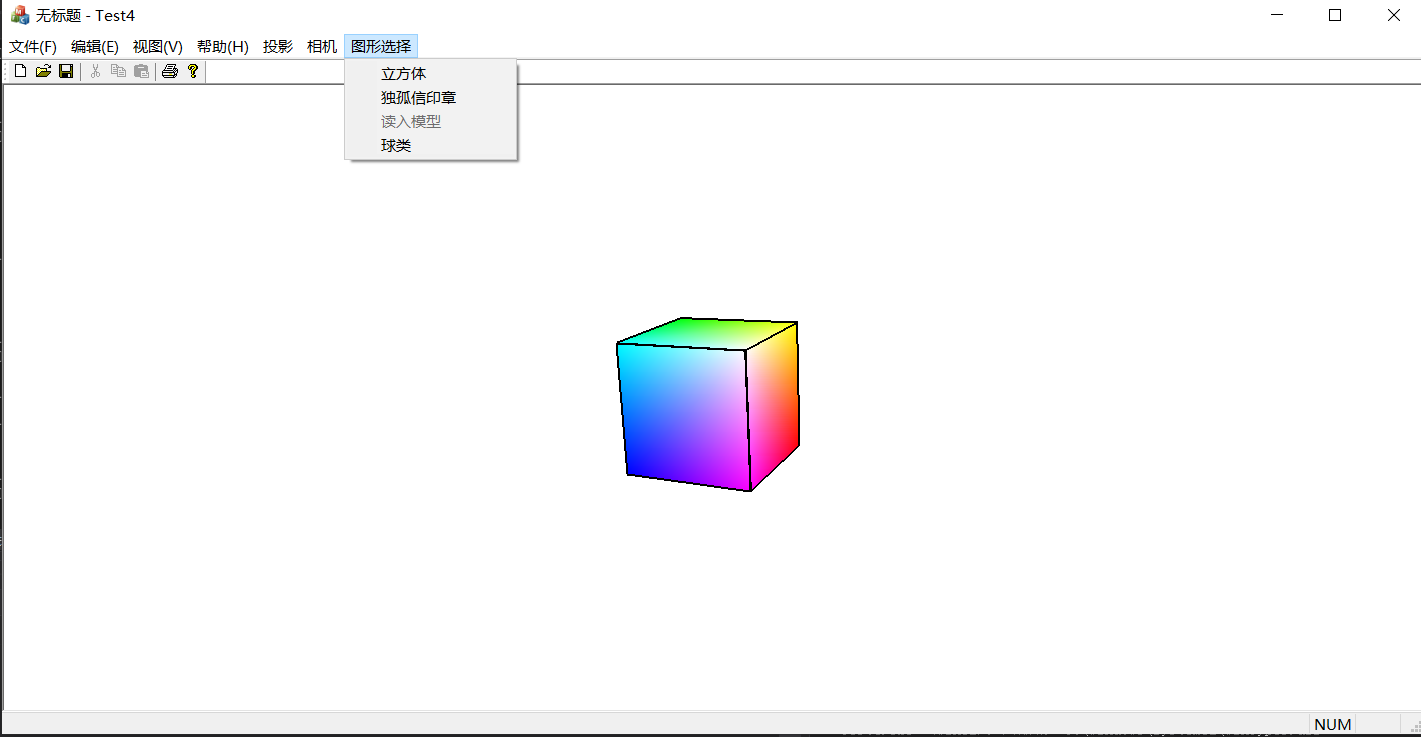 无标题 - Test4
文件(F) 编辑(E) 视图(V) 帮助(H) 投影 相机 图形选择
立方体
独孤信印章
读入模型
球类
NUM